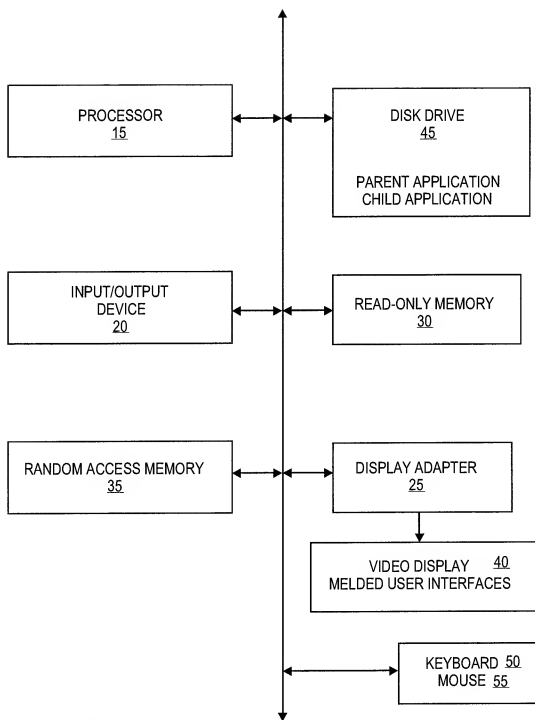 PROCESSOR
15
DISK DRIVE
45
PARENT APPLICATION
CHILD APPLICATION
INPUT/OUTPUT
DEVICE
20
READ-ONLY MEMORY
30
RANDOM ACCESS MEMORY
35
DISPLAY ADAPTER
25
VIDEO DISPLAY 40
MELDED USER INTERFACES
KEYBOARD 50
MOUSE 55